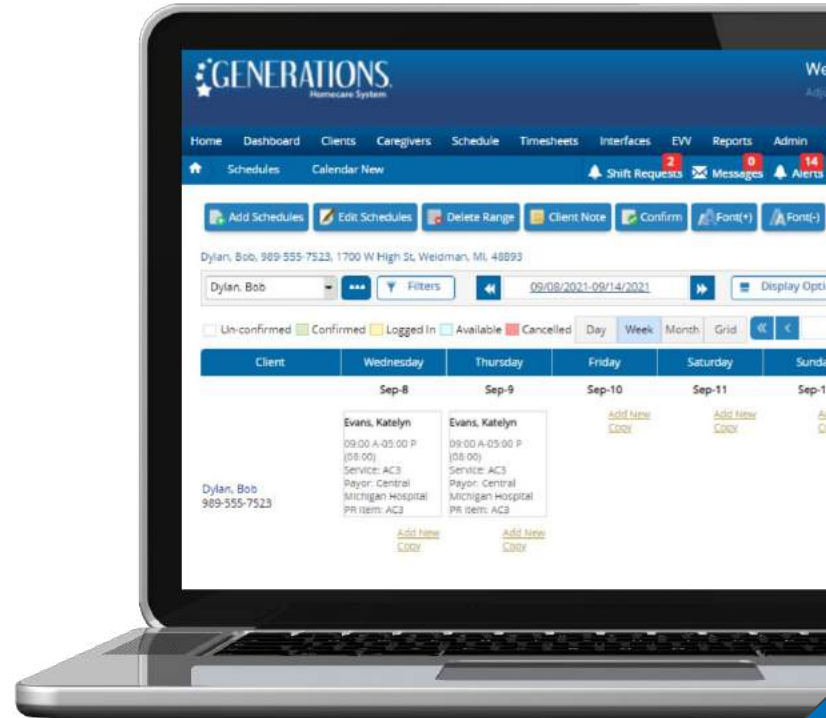 GENERATIONS
Homecare System
We
Adj
Home Dashboard Clients Caregivers Schedule Timesheets Interfaces EVV Reports Admin
Schedules Calendar New Shift Requests 2 Messages 0 Alerts 14
Add Schedules Edit Schedules Delete Range Client Note Confirm Font(+) Font(-)
Dylan, Bob, 989-555-7523, 1700 W High St, Weidman, MI, 48893
Dylan, Bob ••• Filters 09/08/2021-09/14/2021 Display Opti
Un-confirmed Confirmed Logged In Available Cancelled Day Week Month Grid
Client Wednesday Thursday Friday Saturday Sunda
Sep-8 Sep-9 Sep-10 Sep-11 Sep-1
Evans, Katelyn
09:00 A-05:00 P
(08:00)
Service: AC3
Payor: Central
Michigan Hospital
PR Item: AC3
Add New
Copy
Evans, Katelyn
09:00 A-05:00 P
(08:00)
Service: AC3
Payor: Central
Michigan Hospital
PR Item: AC3
Add New
Copy
Add New
Copy
Add New
Copy
A
C
Dylan, Bob
989-555-7523